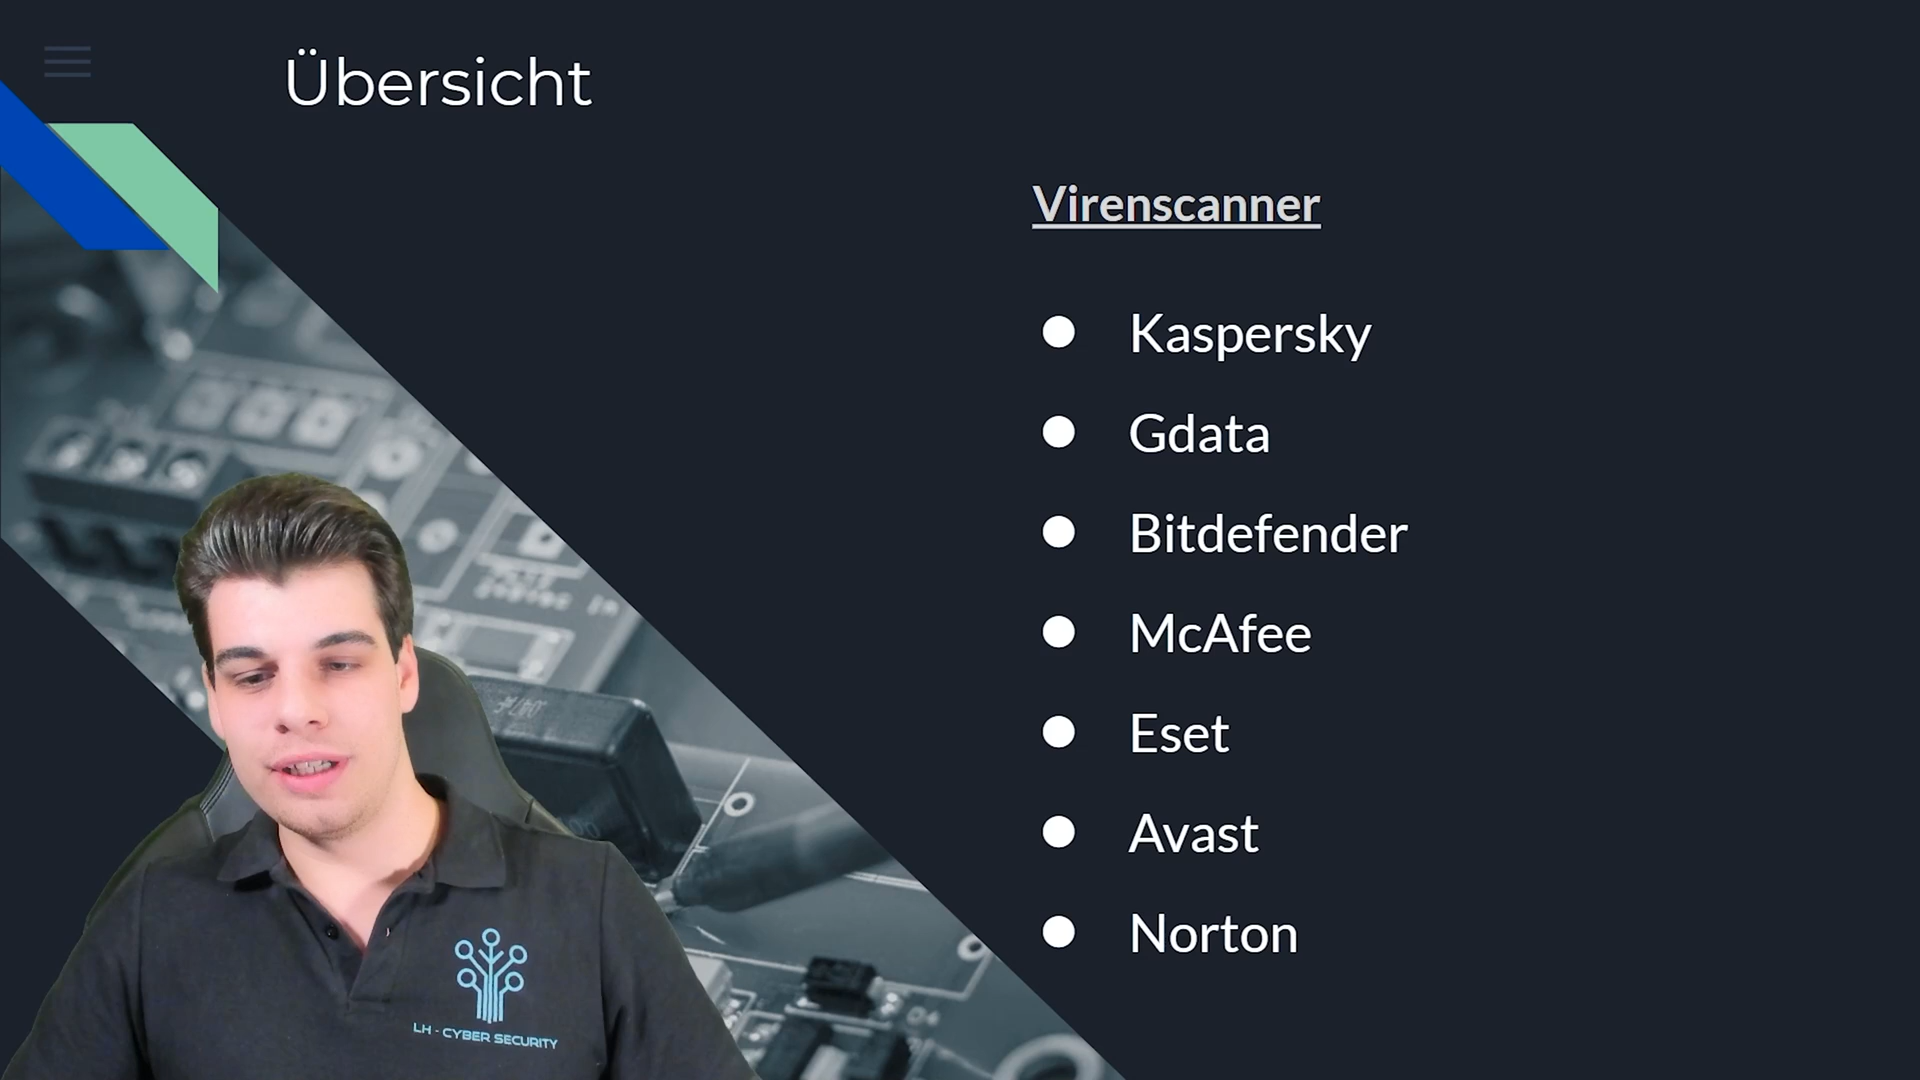 Übersicht
Virenscanner
Kaspersky
Gdata
Bitdefender
McAfee
Eset
Avast
Norton
LH - CYBER SECURITY